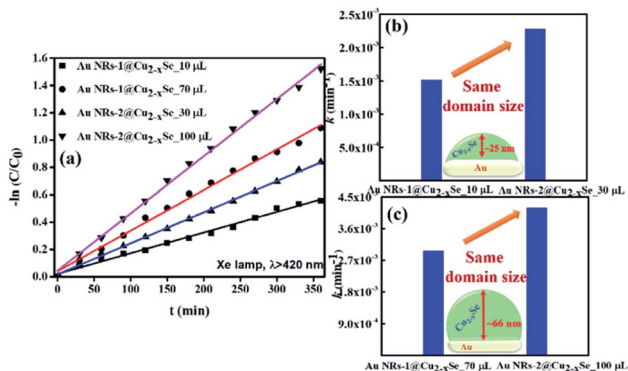 (a)
-ln (C/C₀)
-1.6
1.4
1.2
1.0
0.8
0.6
0.4
0.2
0.0
Au NRs-1@Cu₂₋ₓSe_10 μL
Au NRs-1@Cu₂₋ₓSe_70 μL
Au NRs-2@Cu₂₋ₓSe_30 μL
Au NRs-2@Cu₂₋ₓSe_100 μL
Xe lamp, λ>420 nm
0 50 100 150 200 250 300 350
t (min)
(b)
k (min⁻¹)
2.5x10⁻³
2.0x10⁻³
1.5x10⁻³
1.0x10⁻³
5.0x10⁻⁴
Same
domain size
Cu₂₋ₓSe
~25 nm
Au
Au NRs-1@Cu₂₋ₓSe_10 μL Au NRs-2@Cu₂₋ₓSe_30 μL
(c)
k (min⁻¹)
4.5x10⁻³
3.6x10⁻³
2.7x10⁻³
1.8x10⁻³
9.0x10⁻⁴
Same
domain size
Cu₂₋ₓSe
~66 nm
Au
Au NRs-1@Cu₂₋ₓSe_70 μL Au NRs-2@Cu₂₋ₓSe_100 μL